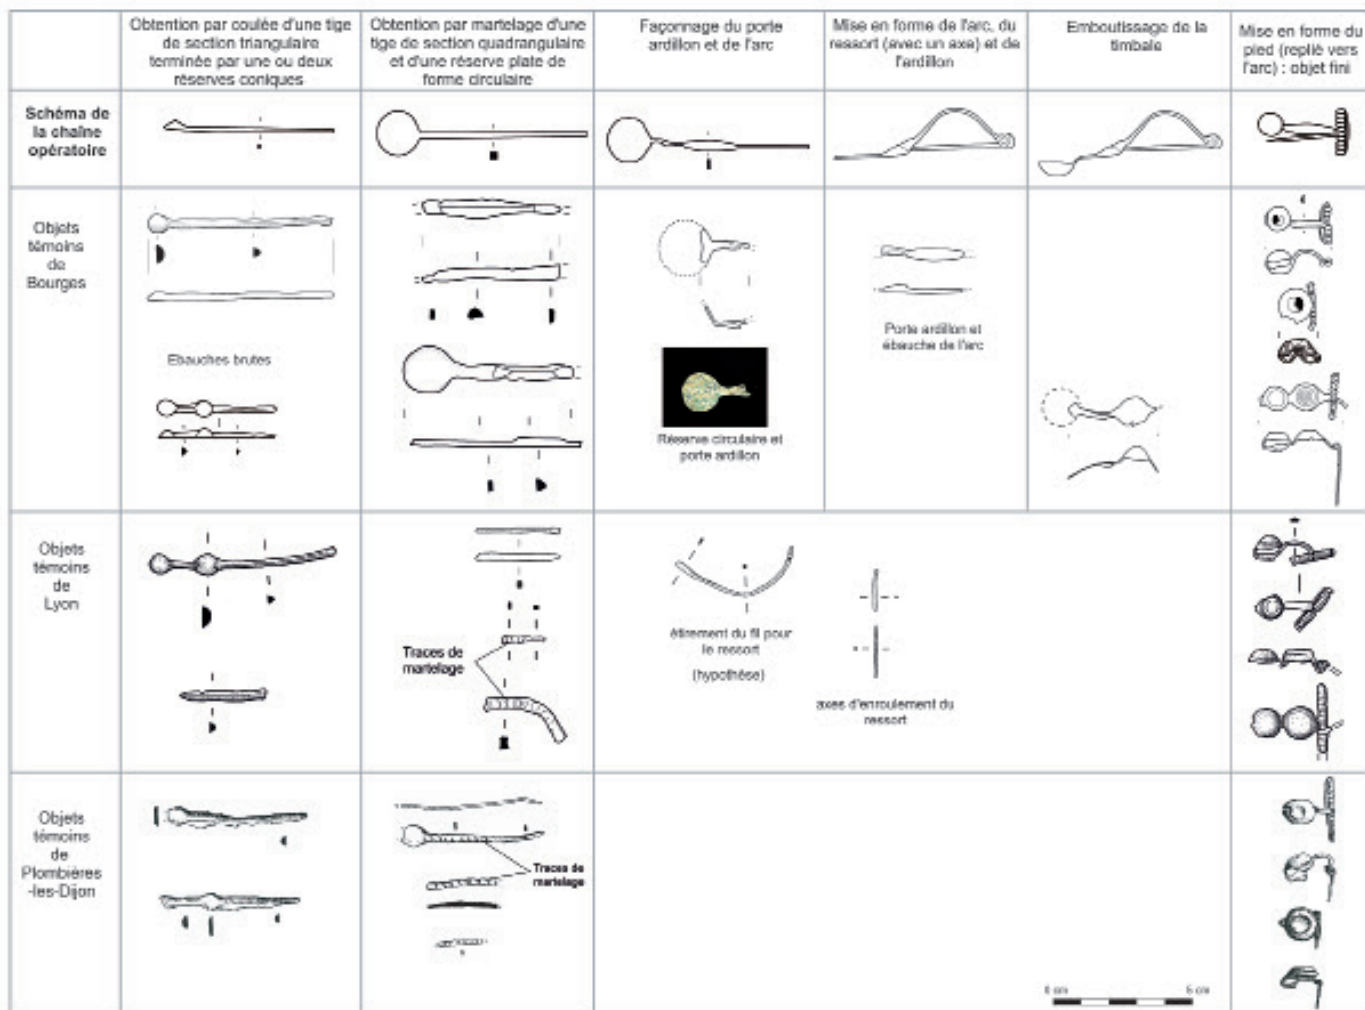 Obtention par coulée d'une tige
de section triangulaire
terminée par une ou deux
réserves coniques
Obtention par martelage d'une
tige de section quadrangulaire
et d'une réserve plate de
forme circulaire
Façonnage du porte
ardillon et de l'arc
Mise en forme de l'arc, du
ressort (avec un axe) et de
l'ardillon
Emboutissage de la
timbale
Mise en forme du
pied (replié vers
l'arc) : objet fini
Schéma de
la chaîne
opératoire
Objets
témoins
de
Bourges
Ebauches brutes
Réserve circulaire et
porte ardillon
Porte ardillon et
ébauche de l'arc
Objets
témoins
de
Lyon
Traces de
martelage
étirement du fil pour
le ressort
(hypothèse)
axes d'enroulement du
ressort
Objets
témoins
de
Plombières
-les-Dijon
Traces de
martelage
0 cm
5 cm